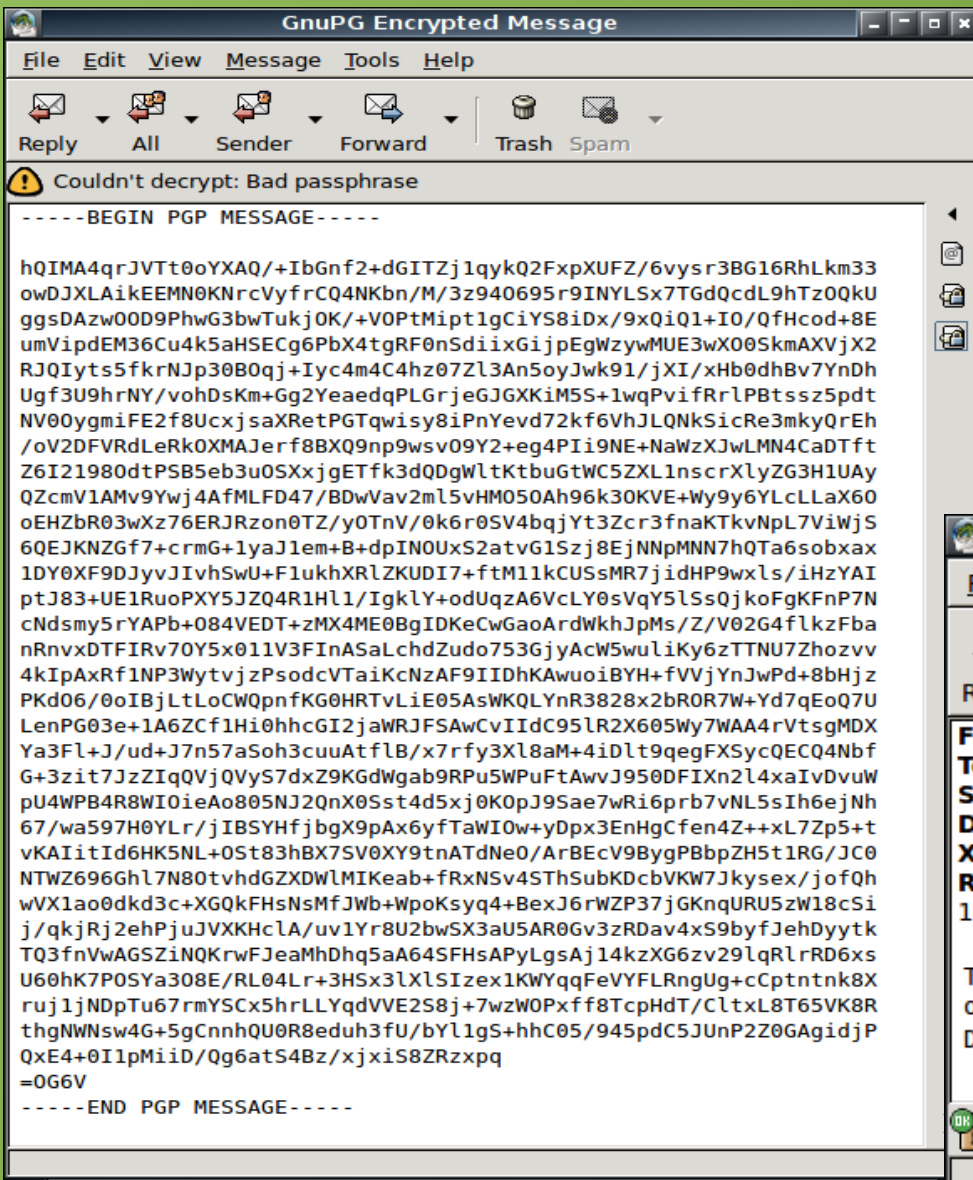 GnuPG Encrypted Message
File Edit View Message Tools Help
Reply All Sender Forward Trash Spam
Couldn't decrypt: Bad passphrase
-----BEGIN PGP MESSAGE-----
hQIMA4qrJVTt0oYXAQ/+IbGnf2+dGITZj1qykQ2FxpXUFZ/6vysr3BG16RhLkm33
owDJXLAikEEMN0KNrcVyfrCQ4NKbn/M/3z94O695r9INYLSx7TGdQcdL9hTzOQkU
ggsDAzwOOD9PhwG3bwTukjOK/+VOPtMipt1gCiYS8iDx/9xQiQ1+IO/QfHcod+8E
umVipdEM36Cu4k5aHSECg6PbX4tgRF0nSdiixGijpEgWzywMUE3wXO0SkmAXVjX2
RJQIyts5fkrNJp30BOqj+Iyc4m4C4hz07Zl3An5oyJwk91/jXI/xHb0dhBv7YnDh
Ugf3U9hrNY/vohDsKm+Gg2YeaedqPLGrjeGJGXKiM5S+1wqPvifRrlPBtssz5pdt
NV0OygmiFE2f8UcxjsaXRetPGTqwisy8iPnYevd72kf6VhJLQNkSicRe3mkyQrEh
/oV2DFVRdLeRkOXMAJerf8BXQ9np9wsvO9Y2+eg4PIi9NE+NaWzXJwLMN4CaDTft
Z6I2198OdtPSB5eb3uOSXxjgETfk3dQDgWltKtbuGtWC5ZXL1nscrXlyZG3H1UAy
QZcmV1AMv9Ywj4AfMLFD47/BDwVav2ml5vHMO5OAh96k3OKVE+Wy9y6YLcLLaX6O
oEHZbR03wXz76ERJRzon0TZ/yOTnV/0k6r0SV4bqjYt3Zcr3fnaKTkvNpL7ViWjS
6QEJKNZGf7+crmG+1yaJ1em+B+dpINOUxS2atvG1Szj8EjNNpMNN7hQTa6sobxax
1DY0XF9DJyvJIvhSwU+F1ukhXRlZKUDI7+ftM11kCUSsMR7jidHP9wxls/iHzYAI
ptJ83+UE1RuoPXY5JZQ4R1Hl1/IgklY+odUqzA6VcLY0sVqY5lSsQjkoFgKFnP7N
cNdsmy5rYAPb+O84VEDT+zMX4ME0BgIDKeCwGaoArdWkhJpMs/Z/V02G4flkzFba
nRnvxDTFIRv7OY5x011V3FInASaLchdZudo753GjyAcW5wuliKy6zTTNU7Zhozvv
4kIpAxRf1NP3WytvjzPsodcVTaiKcNzAF9IIDhKAwuoiBYH+fVVjYnJwPd+8bHjz
PKdO6/0oIBjLtLoCWQpnfKG0HRTvLiE05AsWKQLYnR3828x2bROR7W+Yd7qEoQ7U
LenPG03e+1A6ZCf1Hi0hhcGI2jaWRJFSAwCvIIdC95lR2X605Wy7WAA4rVtsgMDX
Ya3Fl+J/ud+J7n57aSoh3cuuAtflB/x7rfy3Xl8aM+4iDlt9qegFXSycQECQ4Nbf
G+3zit7JzZIqQVjQVyS7dxZ9KGdWgab9RPu5WPuFtAwvJ950DFIXn2l4xaIvDvuW
pU4WPB4R8WIOieAo805NJ2QnX0Sst4d5xj0KOpJ9Sae7wRi6prb7vNL5sIh6ejNh
67/wa597H0YLr/jIBSYHfjbgX9pAx6yfTaWIOw+yDpx3EnHgCfen4Z++xL7Zp5+t
vKAIitId6HK5NL+OSt83hBX7SV0XY9tnATdNeO/ArBEcV9BygPBbpZH5t1RG/JC0
NTWZ696Ghl7N8OtvhdGZXDWlMIKeab+fRxNSv4SThSubKDcbVKW7Jkysex/jofQh
wVX1ao0dkd3c+XGQkFHsNsMfJWb+WpoKsyq4+BexJ6rWZP37jGKnqURU5zW18cSi
j/qkjRj2ehPjuJVXKHclA/uv1Yr8U2bwSX3aU5AR0Gv3zRDav4xS9byfJehDyytk
TQ3fnVwAGSZiNQKrwFJeaMhDhq5aA64SFHsAPyLgsAj14kzXG6zv29lqRlrRD6xs
U60hK7POSYa3O8E/RL04Lr+3HSx3lXlSIzex1KWYqqFeVYFLRngUg+cCptntnk8X
ruj1jNDpTu67rmYSCx5hrLLYqdVVE2S8j+7wzWOPxff8TcpHdT/CltxL8T65VK8R
thgNWNsw4G+5gCnnhQU0R8eduh3fU/bYl1gS+hhC05/945pdC5JUnP2Z0GAgidjP
QxE4+0I1pMiiD/Qg6atS4Bz/xjxiS8ZRzxpq
=OG6V
-----END PGP MESSAGE-----